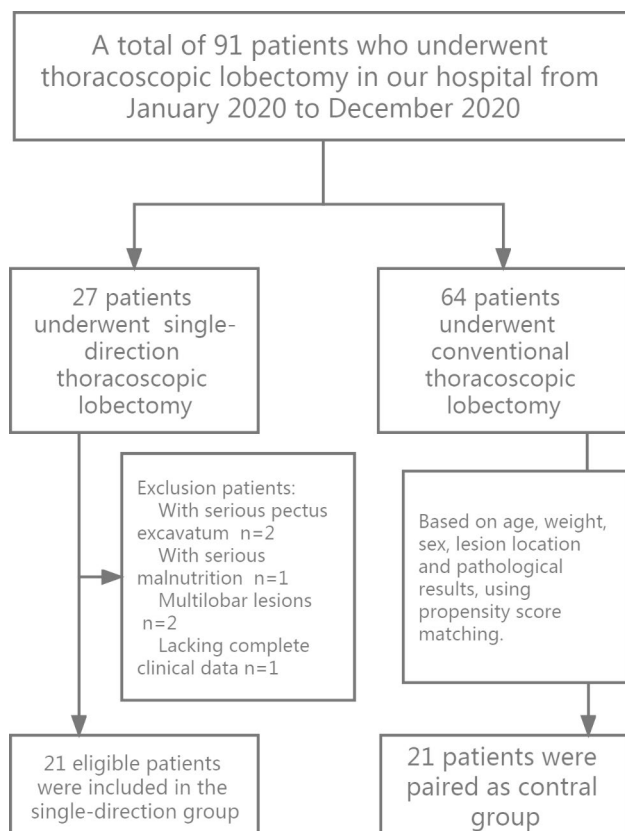 A total of 91 patients who underwent
thoracoscopic lobectomy in our hospital from
January 2020 to December 2020
27 patients
underwent single-
direction
thoracoscopic
lobectomy
64 patients
underwent
conventional
thoracoscopic
lobectomy
Exclusion patients:
With serious pectus
excavatum n=2
With serious
malnutrition n=1
Multilobar lesions
n=2
Lacking complete
clinical data n=1
Based on age, weight,
sex, lesion location
and pathological
results, using
propensity score
matching.
21 eligible patients
were included in the
single-direction group
21 patients were
paired as contral
group